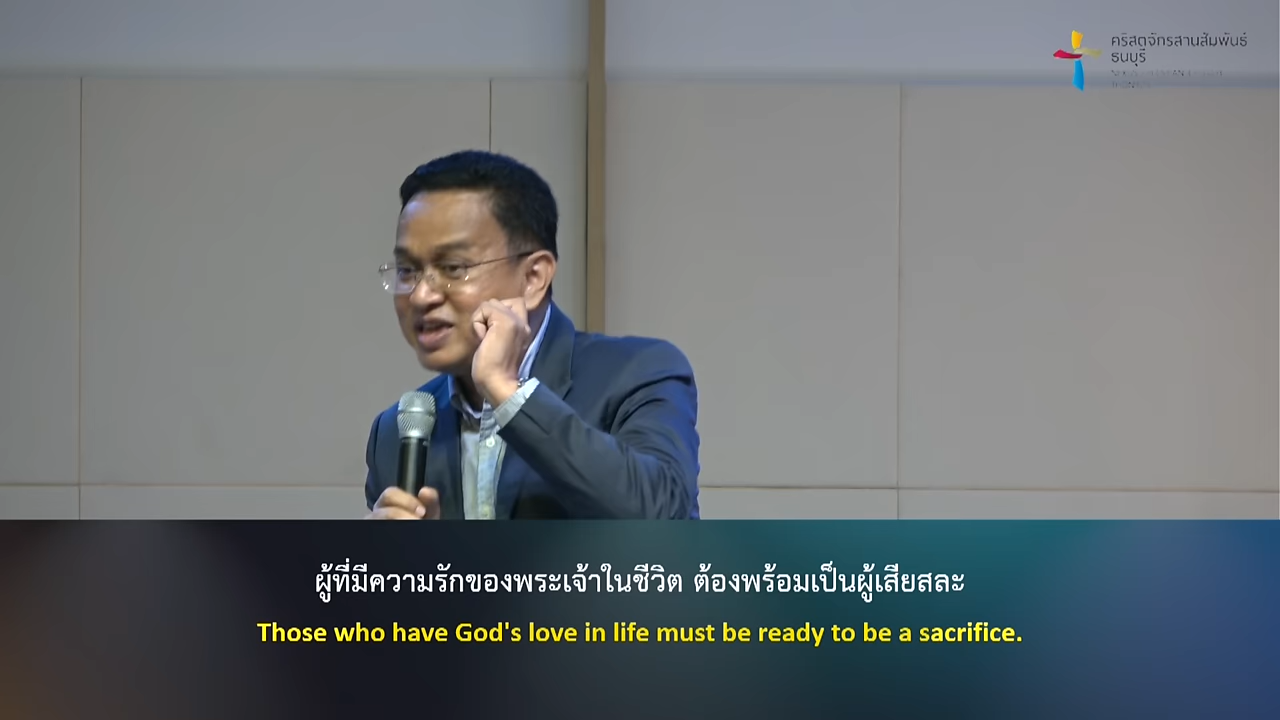 คริสตจักรสานสัมพันธ์
ธนบุรี
ผู้ที่มีความรักของพระเจ้าในชีวิต ต้องพร้อมเป็นผู้เสียสละ
Those who have God's love in life must be ready to be a sacrifice.